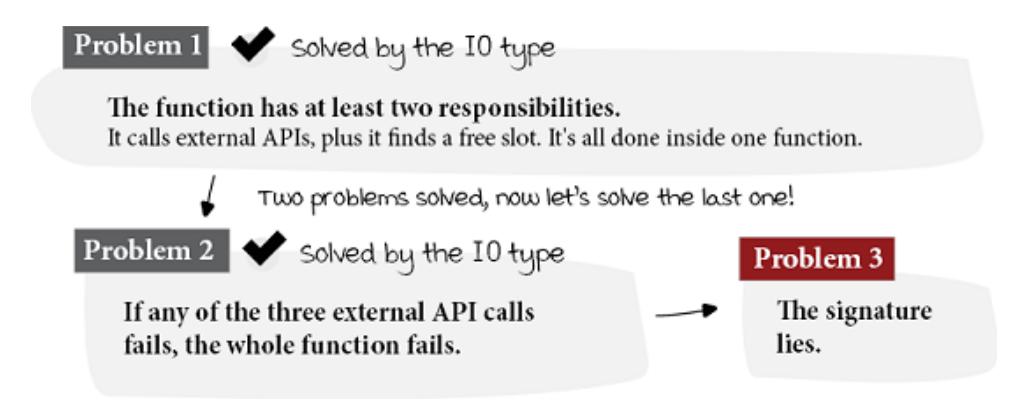 Problem 1
Solved by the IO type
The function has at least two responsibilities.
It calls external APIs, plus it finds a free slot. It's all done inside one function.
Two problems solved, now let's solve the last one!
Problem 2
Solved by the IO type
If any of the three external API calls
fails, the whole function fails.
Problem 3
The signature
lies.